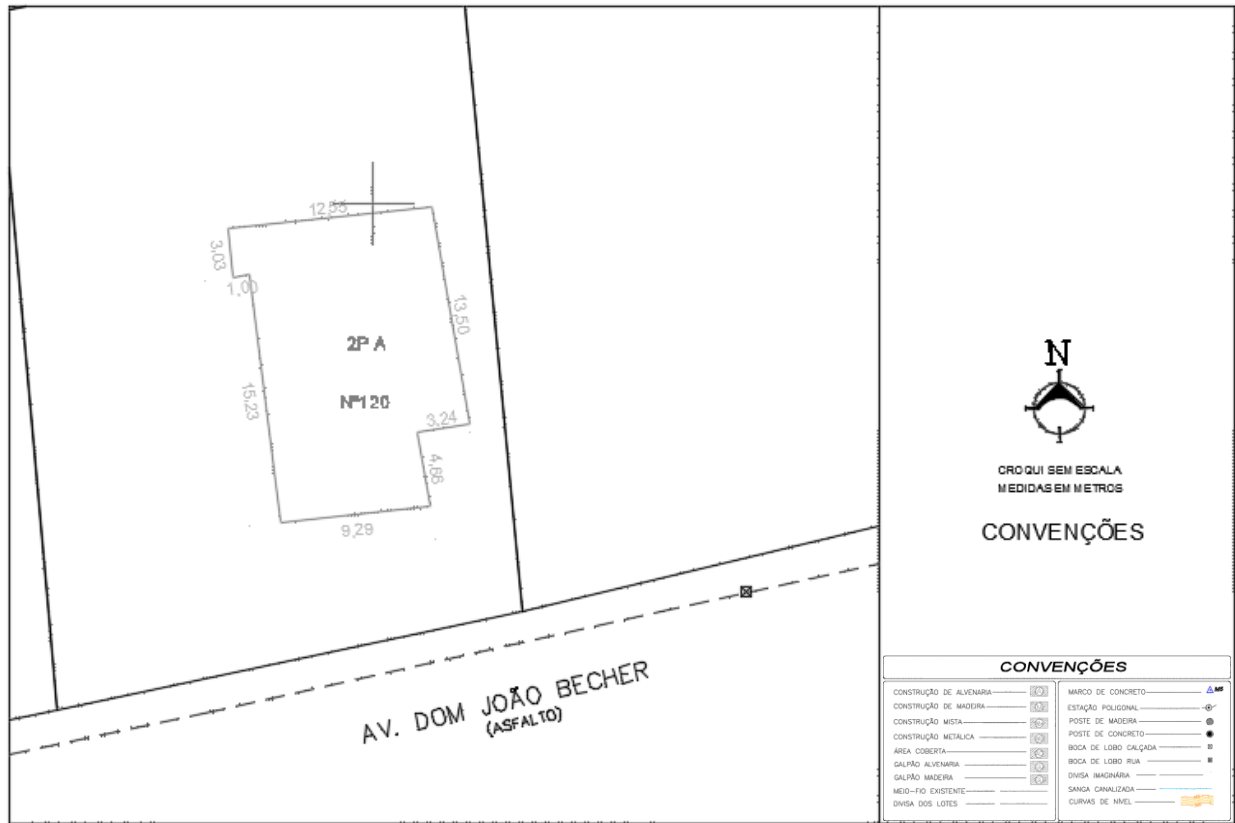 12,55
3,03
1,00
13,50
2P A
15,23
Nº120
3,24
4,66
9,29
AV. DOM JOÃO BECHER
(ASFALTO)
N
CROQUI SEM ESCALA
MEDIDAS EM METROS
CONVENÇÕES
CONVENÇÕES
CONSTRUÇÃO DE ALVENARIA
CONSTRUÇÃO DE MADEIRA
CONSTRUÇÃO MISTA
CONSTRUÇÃO METÁLICA
ÁREA COBERTA
GALPÃO ALVENARIA
GALPÃO MADEIRA
MEIO-FIO EXISTENTE
DIVISA DOS LOTES
MARCO DE CONCRETO
ESTAÇÃO POLIGONAL
POSTE DE MADEIRA
POSTE DE CONCRETO
BOCA DE LOBO CALÇADA
BOCA DE LOBO RUA
DIVISA IMAGINÁRIA
SANGA CANALIZADA
CURVAS DE NÍVEL